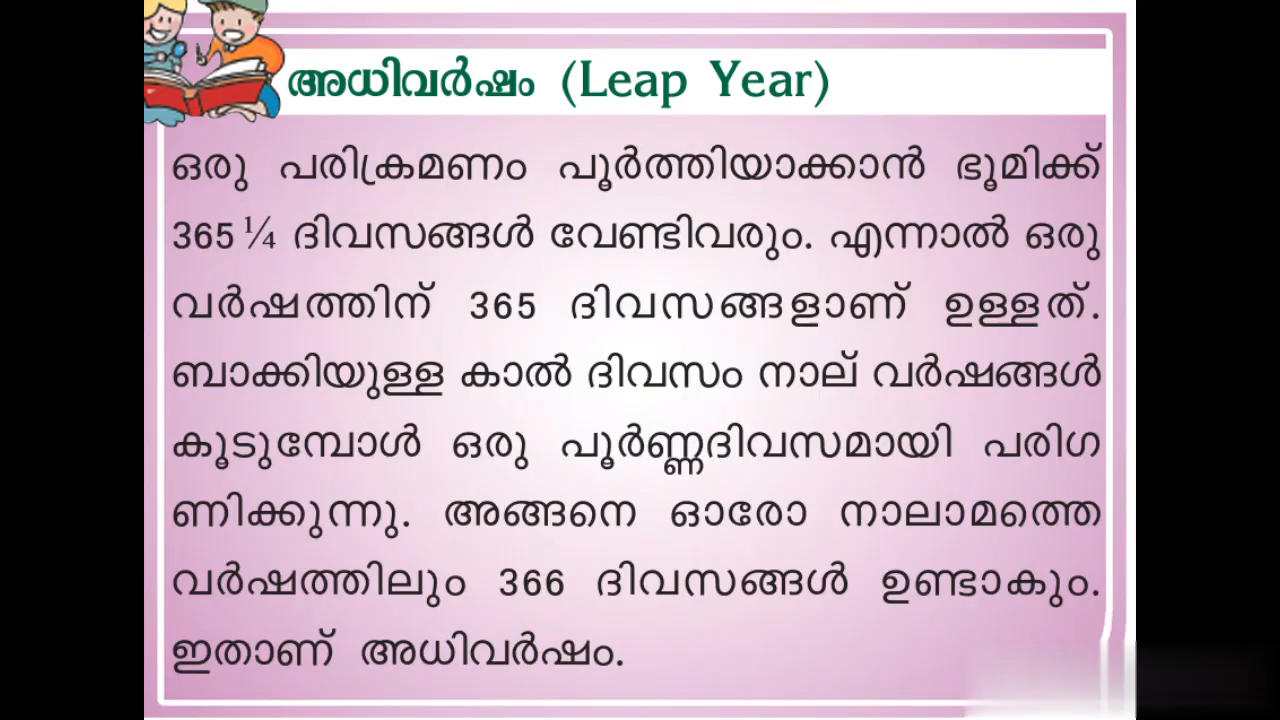 അധിവർഷം (Leap Year)
ഒരു പരിക്രമണം പൂർത്തിയാക്കാൻ ഭൂമിക്ക്
365 ¼ ദിവസങ്ങൾ വേണ്ടിവരും. എന്നാൽ ഒരു
വർഷത്തിന് 365 ദിവസങ്ങളാണ് ഉള്ളത്.
ബാക്കിയുള്ള കാൽ ദിവസം നാല് വർഷങ്ങൾ
കൂടുമ്പോൾ ഒരു പൂർണ്ണദിവസമായി പരിഗ
ണിക്കുന്നു. അങ്ങനെ ഓരോ നാലാമത്തെ
വർഷത്തിലും 366 ദിവസങ്ങൾ ഉണ്ടാകും.
ഇതാണ് അധിവർഷം.